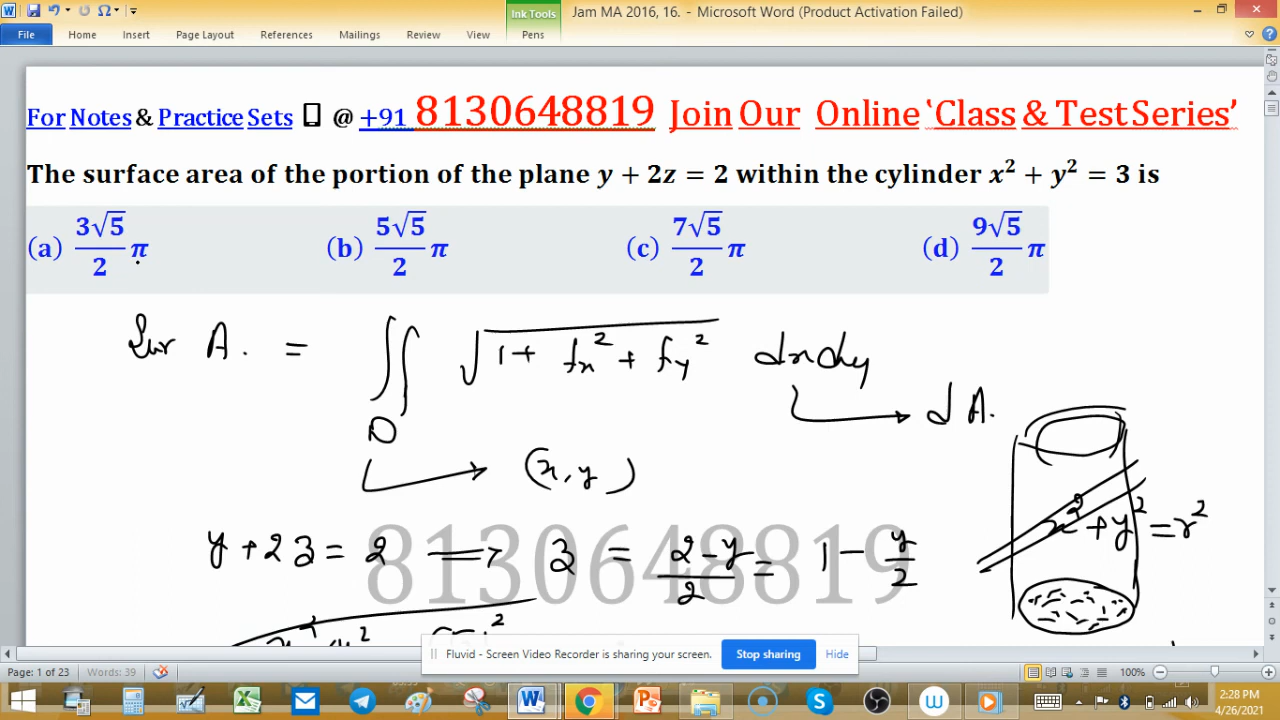 Jam MA 2016, 16. - Microsoft Word (Product Activation Failed)
Ink Tools
File Home Insert Page Layout References Mailings Review View Pens
For Notes & Practice Sets @ +91 8130648819 Join Our Online ‘Class & Test Series’
The surface area of the portion of the plane y + 2z = 2 within the cylinder x² + y² = 3 is
(a) 3√5/2 π (b) 5√5/2 π (c) 7√5/2 π (d) 9√5/2 π
Sur A. = ∬ √(1 + fx² + fy²) dxdy
D → dA.
→ (x, y)
x² + y² = r²
y + 2z = 2 ⟹ z = (2 - y)/2 = 1 - y/2
8130648819
Fluvid - Screen Video Recorder is sharing your screen. Stop sharing Hide
Page: 1 of 23 Words: 39 100%
2:28 PM
4/26/2021